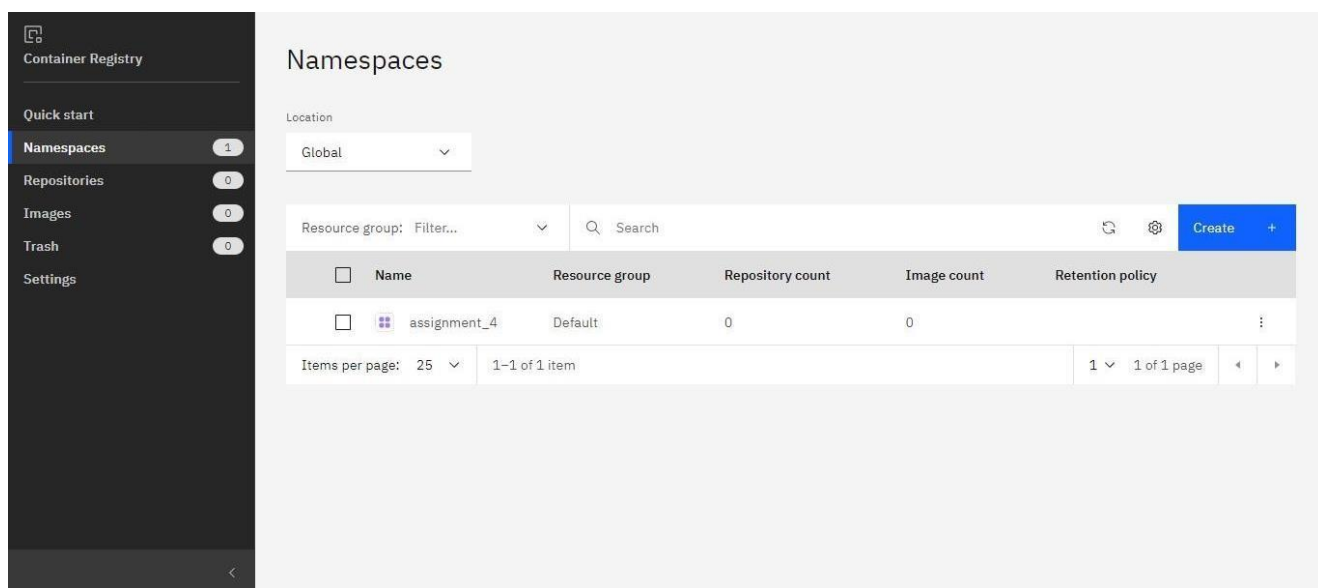 Container Registry
Quick start
Namespaces 1
Repositories 0
Images 0
Trash 0
Settings
Namespaces
Location
Global
Resource group: Filter... Search Create +
Name Resource group Repository count Image count Retention policy
assignment_4 Default 0 0
Items per page: 25 1–1 of 1 item 1 1 of 1 page